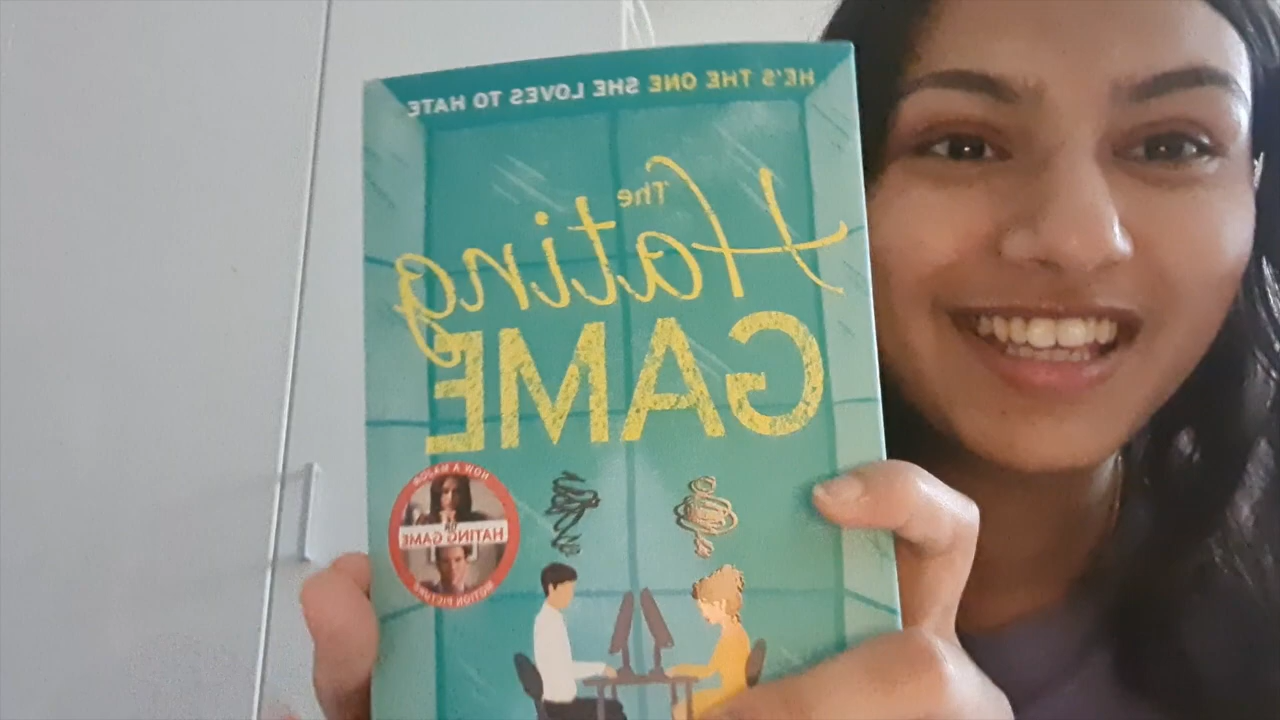 HE'S THE ONE SHE LOVES TO HATE
The
Hating
GAME
NOW A MAJOR
HATING GAME
MOTION PICTURE